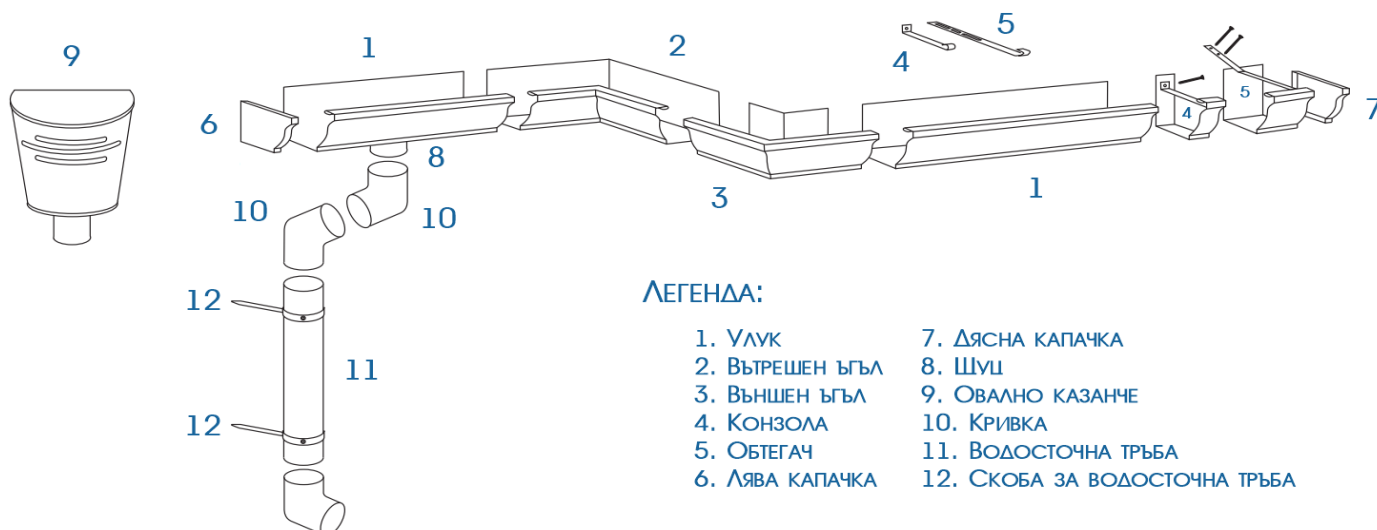 9
1
2
5
4
6
8
3
1
4
5
7
10
10
12
11
12
ЛЕГЕНДА:
1. УЛУК
2. ВЪТРЕШЕН ЪГЪЛ
3. ВЪНШЕН ЪГЪЛ
4. КОНЗОЛА
5. ОБТЕГАЧ
6. ЛЯВА КАПАЧКА
7. ДЯСНА КАПАЧКА
8. ЩУЦ
9. ОВАЛНО КАЗАНЧЕ
10. КРИВКА
11. ВОДОСТОЧНА ТРЪБА
12. СКОБА ЗА ВОДОСТОЧНА ТРЪБА